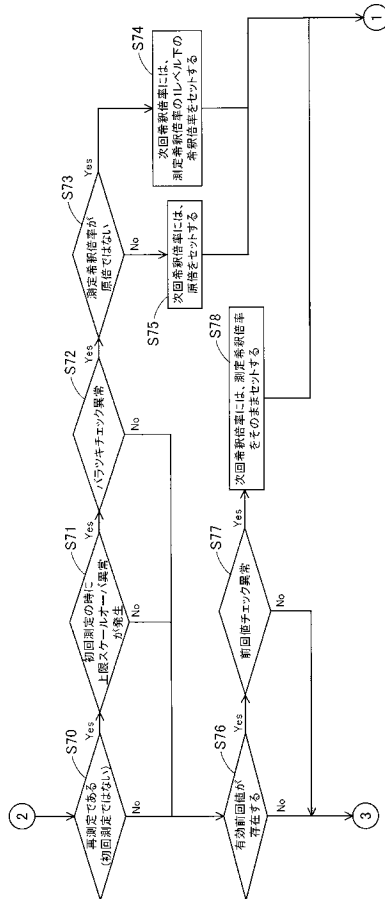 2
S70
再測定である
(初回測定ではない)
Yes
No
S71
初回測定の時に
上限スケールオーバ異常
が発生
Yes
No
S72
バラツキチェック異常
Yes
No
S73
測定希釈倍率が
原倍ではない
Yes
No
S74
次回希釈倍率には、
測定希釈倍率の1レベル下の
希釈倍率をセットする
S75
次回希釈倍率には、
原倍をセットする
S76
有効前回値が
存在する
Yes
No
S77
前回値チェック異常
Yes
No
S78
次回希釈倍率には、測定希釈倍率
をそのままセットする
3
1